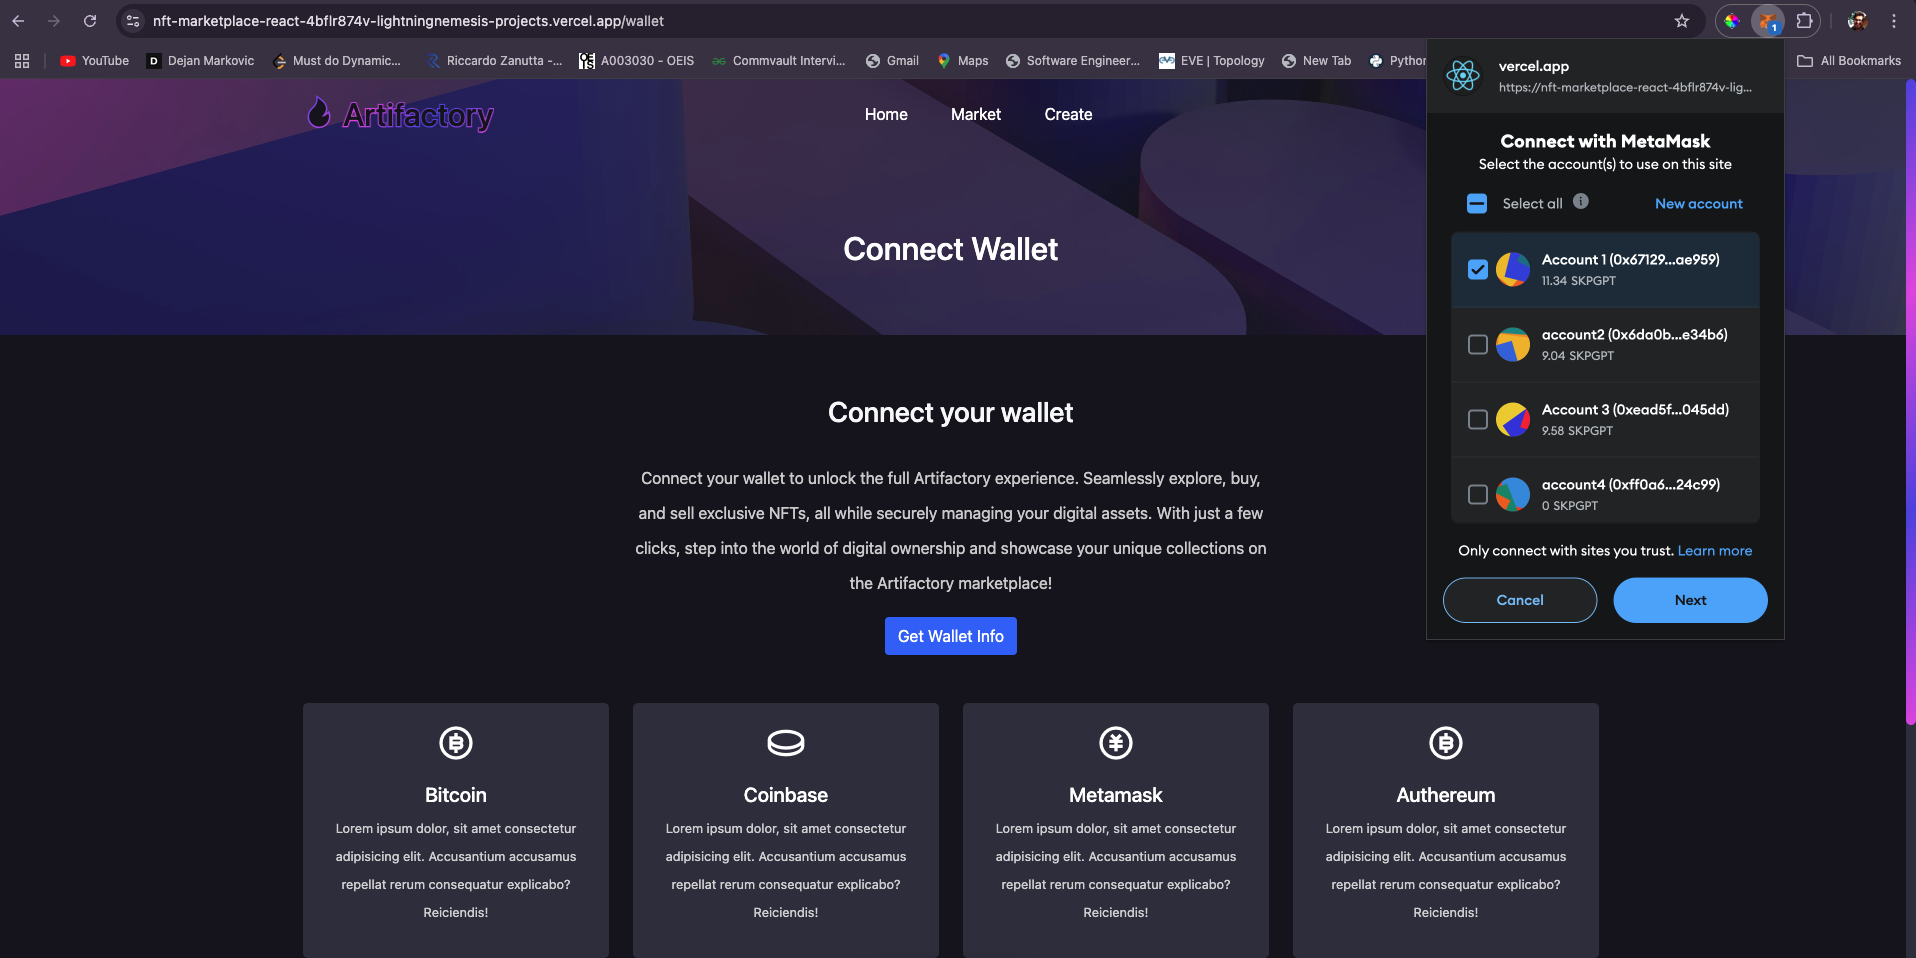 nft-marketplace-react-4bflr874v-lightningnemesis-projects.vercel.app/wallet
1
YouTube
D Dejan Markovic
Must do Dynamic...
Riccardo Zanutta -...
OE IS A003030 - OEIS
Commvault Intervi...
Gmail
Maps
Software Engineer...
EVE | Topology
New Tab
Python
All Bookmarks
Artifactory
Home
Market
Create
Connect Wallet
Connect your wallet
Connect your wallet to unlock the full Artifactory experience. Seamlessly explore, buy,
and sell exclusive NFTs, all while securely managing your digital assets. With just a few
clicks, step into the world of digital ownership and showcase your unique collections on
the Artifactory marketplace!
Get Wallet Info
Bitcoin
Lorem ipsum dolor, sit amet consectetur
adipisicing elit. Accusantium accusamus
repellat rerum consequatur explicabo?
Reiciendis!
Coinbase
Lorem ipsum dolor, sit amet consectetur
adipisicing elit. Accusantium accusamus
repellat rerum consequatur explicabo?
Reiciendis!
Metamask
Lorem ipsum dolor, sit amet consectetur
adipisicing elit. Accusantium accusamus
repellat rerum consequatur explicabo?
Reiciendis!
Authereum
Lorem ipsum dolor, sit amet consectetur
adipisicing elit. Accusantium accusamus
repellat rerum consequatur explicabo?
Reiciendis!
vercel.app
https://nft-marketplace-react-4bflr874v-lig...
Connect with MetaMask
Select the account(s) to use on this site
Select all
New account
Account 1 (0x67129...ae959)
11.34 SKPGPT
account2 (0x6da0b...e34b6)
9.04 SKPGPT
Account 3 (0xead5f...045dd)
9.58 SKPGPT
account4 (0xff0a6...24c99)
0 SKPGPT
Only connect with sites you trust. Learn more
Cancel
Next